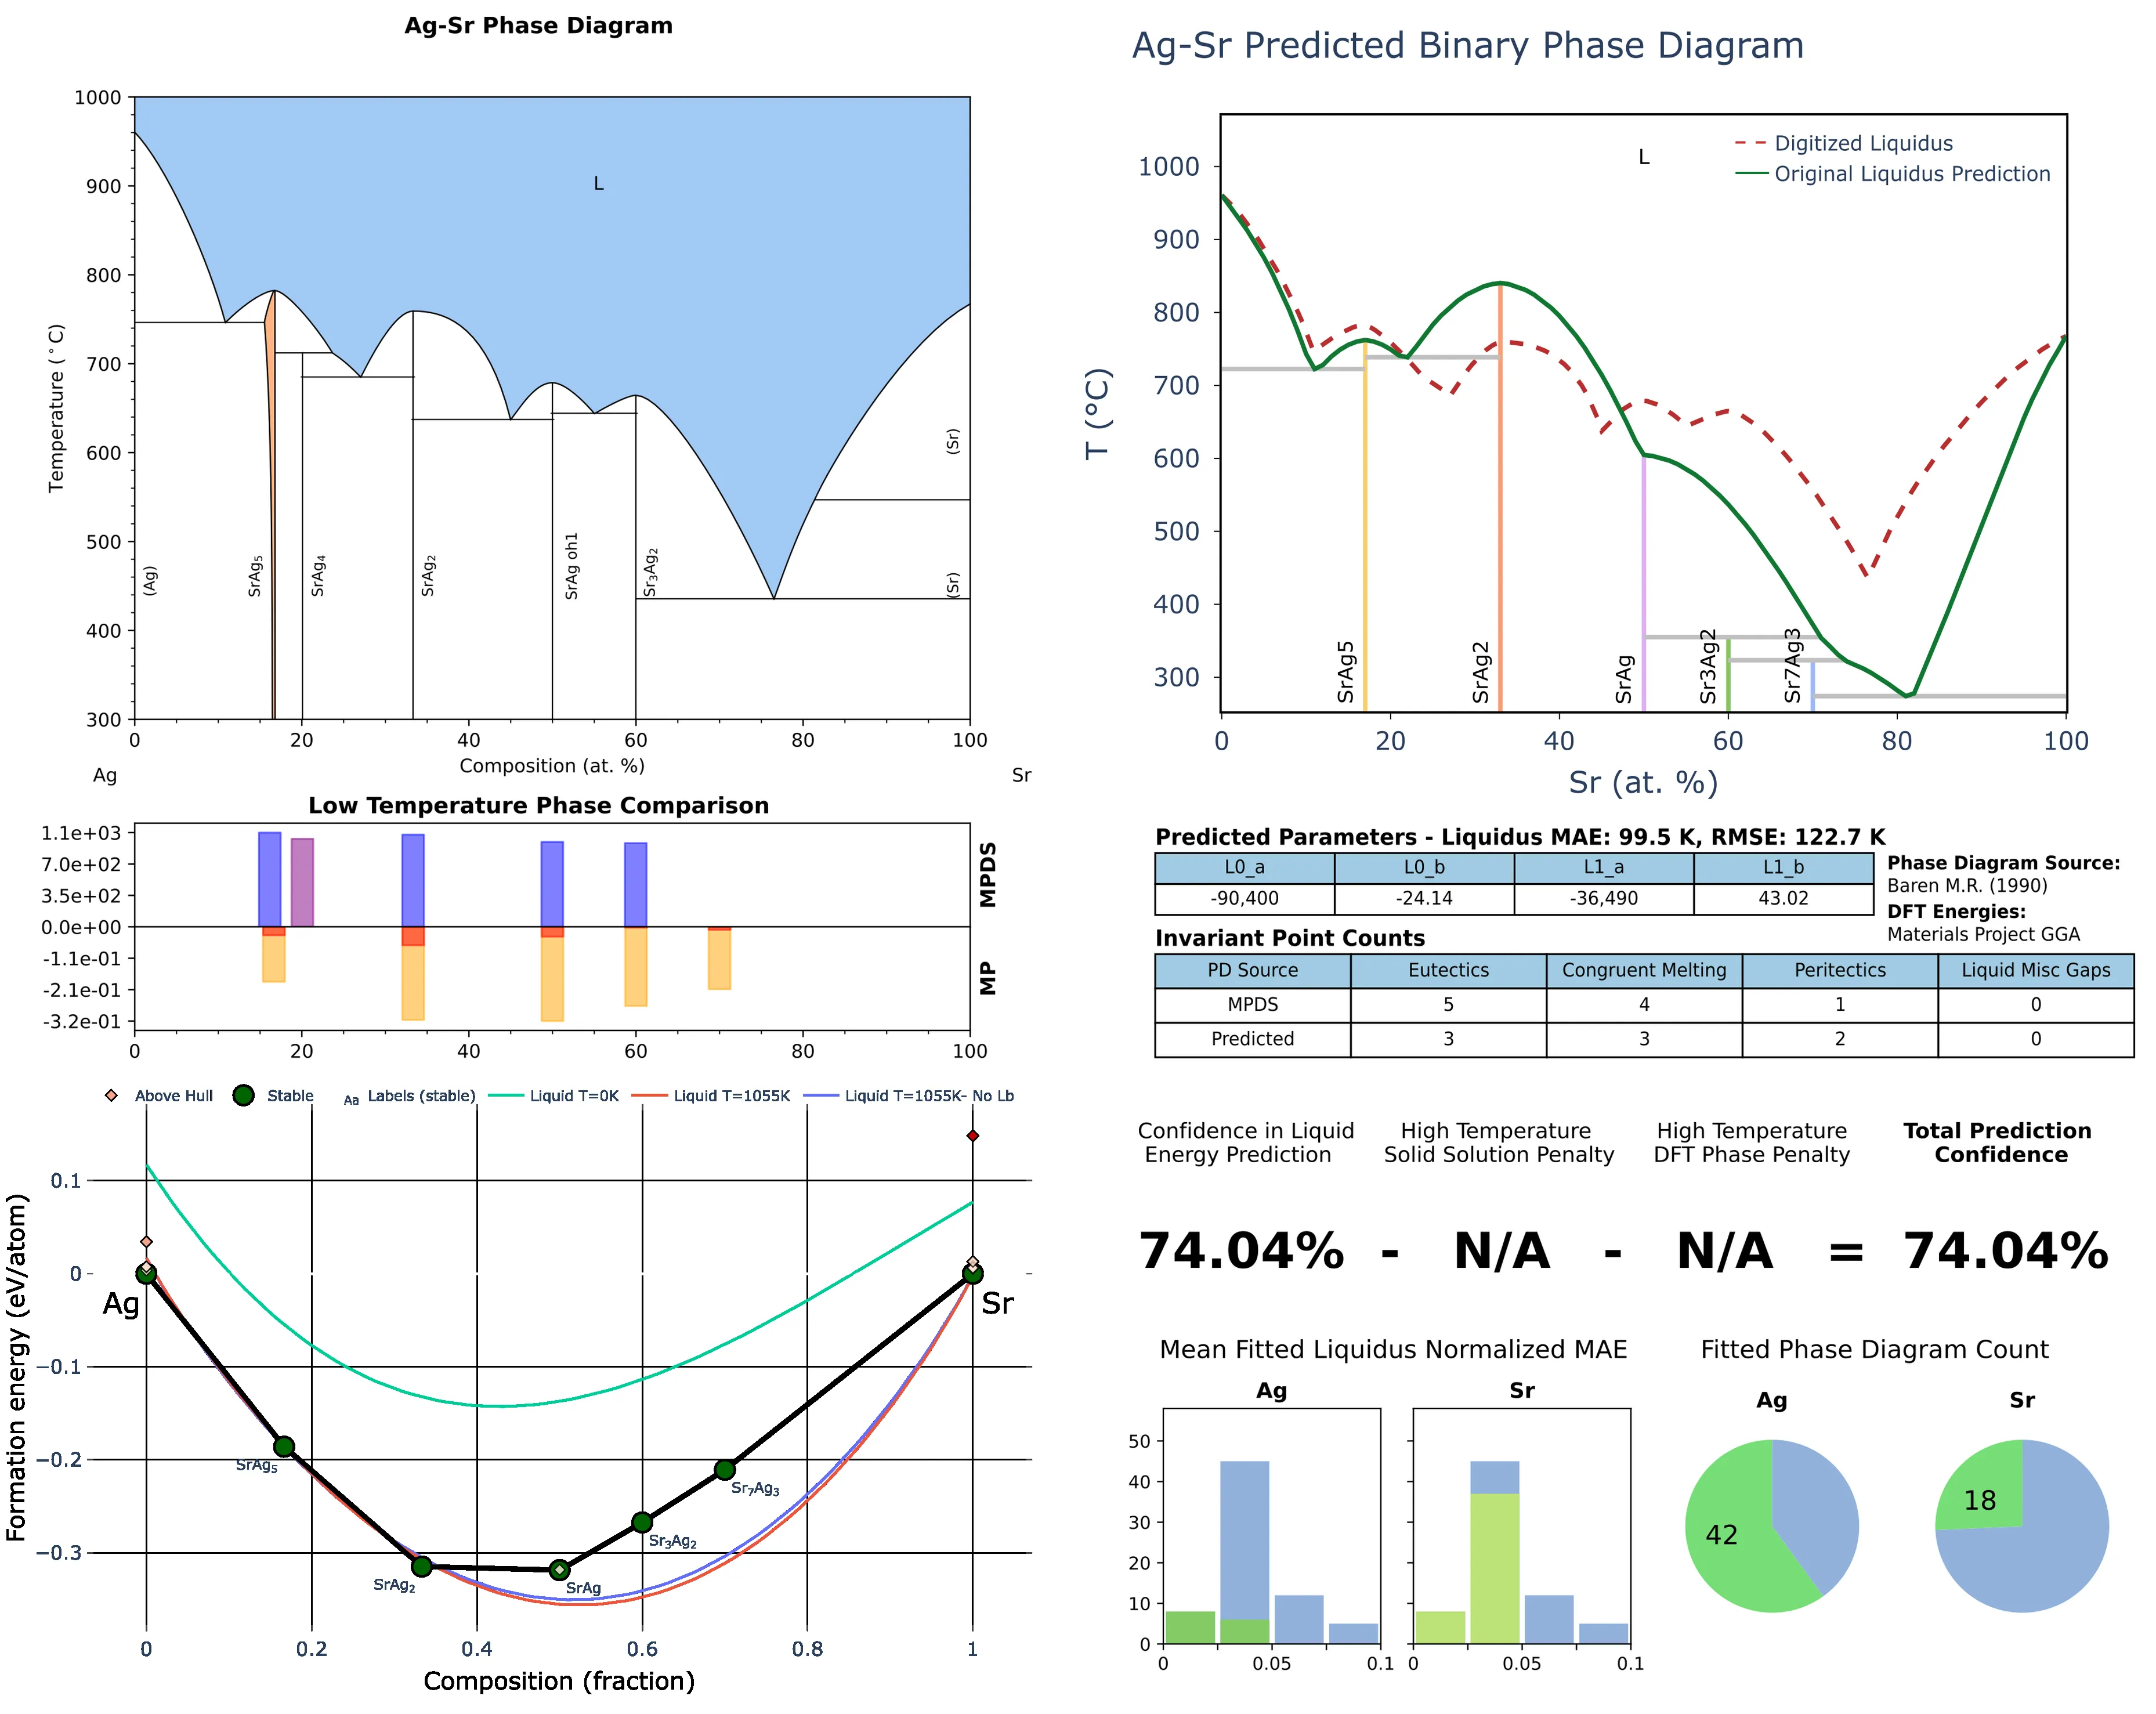 Ag-Sr Phase Diagram
1000
900
800
700
600
500
400
300
Temperature (°C)
L
(Ag)
SrAg₅
SrAg₄
SrAg₂
SrAg oh1
Sr₃Ag₂
(Sr)
(Sr)
0 20 40 60 80 100
Composition (at. %)
Ag Sr
Low Temperature Phase Comparison
1.1e+03
7.0e+02
3.5e+02
0.0e+00
-1.1e-01
-2.1e-01
-3.2e-01
MPDS
MP
0 20 40 60 80 100
Above Hull Stable Aa Labels (stable) Liquid T=0K Liquid T=1055K Liquid T=1055K- No Lb
0.1
0
−0.1
−0.2
−0.3
Formation energy (eV/atom)
Ag
Sr
SrAg₅
SrAg₂
SrAg
Sr₃Ag₂
Sr₇Ag₃
0 0.2 0.4 0.6 0.8 1
Composition (fraction)
Ag-Sr Predicted Binary Phase Diagram
1000
900
800
700
600
500
400
300
T (°C)
L
Digitized Liquidus
Original Liquidus Prediction
SrAg5
SrAg2
SrAg
Sr3Ag2
Sr7Ag3
0 20 40 60 80 100
Sr (at. %)
Predicted Parameters - Liquidus MAE: 99.5 K, RMSE: 122.7 K
L0_a L0_b L1_a L1_b
-90,400 -24.14 -36,490 43.02
Phase Diagram Source:
Baren M.R. (1990)
DFT Energies:
Materials Project GGA
Invariant Point Counts
PD Source Eutectics Congruent Melting Peritectics Liquid Misc Gaps
MPDS 5 4 1 0
Predicted 3 3 2 0
Confidence in Liquid
Energy Prediction
High Temperature
Solid Solution Penalty
High Temperature
DFT Phase Penalty
Total Prediction
Confidence
74.04% - N/A - N/A = 74.04%
Mean Fitted Liquidus Normalized MAE
Ag Sr
50
40
30
20
10
0
0 0.05 0.1 0 0.05 0.1
Fitted Phase Diagram Count
Ag Sr
42 18